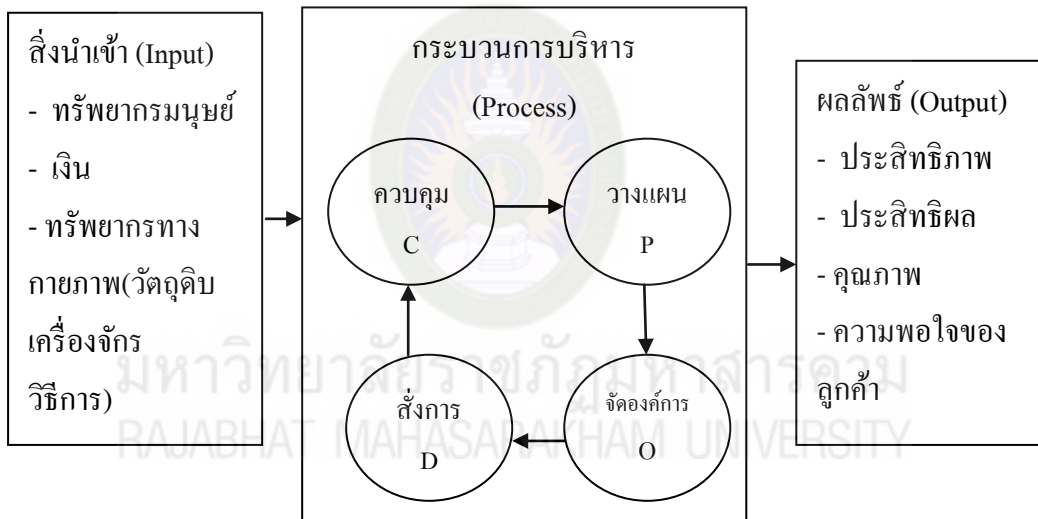 สิ่งนำเข้า (Input)
- ทรัพยากรมนุษย์
- เงิน
- ทรัพยากรทาง
กายภาพ(วัตถุดิบ
เครื่องจักร
วิธีการ)
กระบวนการบริหาร
(Process)
ควบคุม
C
วางแผน
P
สั่งการ
D
จัดองค์การ
O
ผลลัพธ์ (Output)
- ประสิทธิภาพ
- ประสิทธิผล
- คุณภาพ
- ความพอใจของ
ลูกค้า
มหาวิทยาลัยราชภัฏมหาสารคาม
RAJABHAT MAHASARAKHAM UNIVERSITY